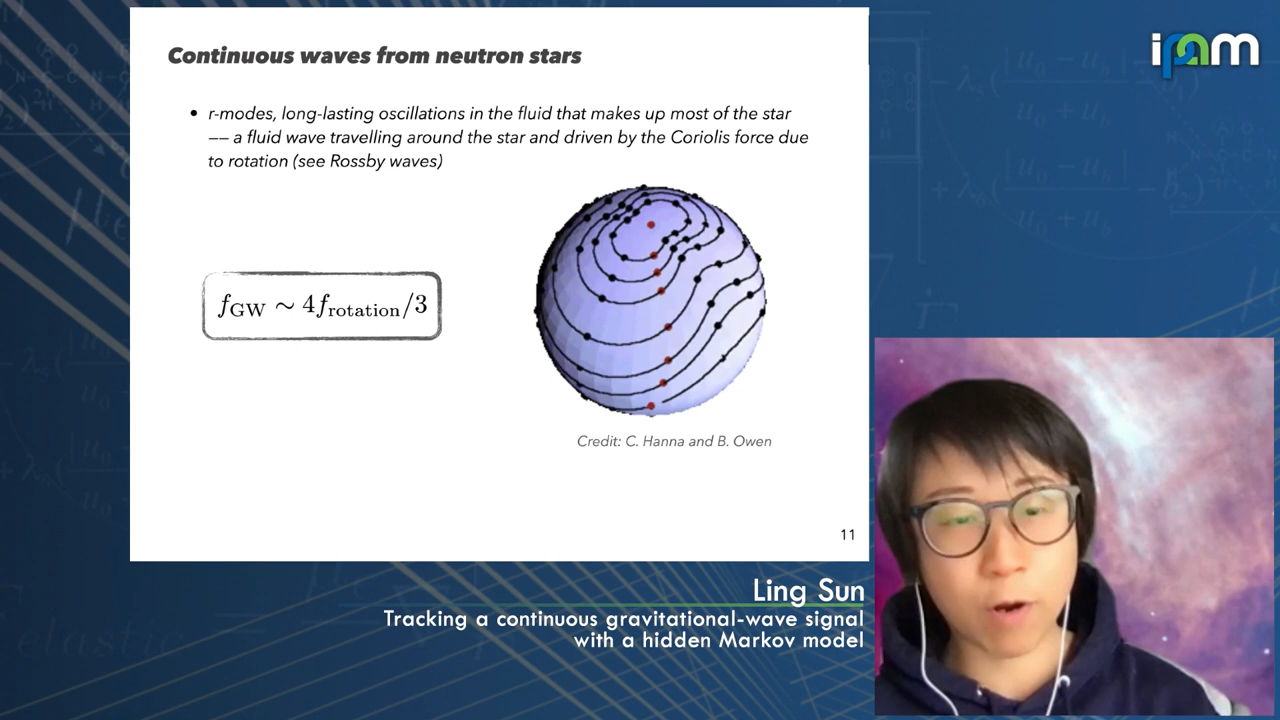 Continuous waves from neutron stars
ipam
• r-modes, long-lasting oscillations in the fluid that makes up most of the star
—— a fluid wave travelling around the star and driven by the Coriolis force due
to rotation (see Rossby waves)
f_GW ∼ 4f_rotation/3
Credit: C. Hanna and B. Owen
11
Ling Sun
Tracking a continuous gravitational-wave signal
with a hidden Markov model